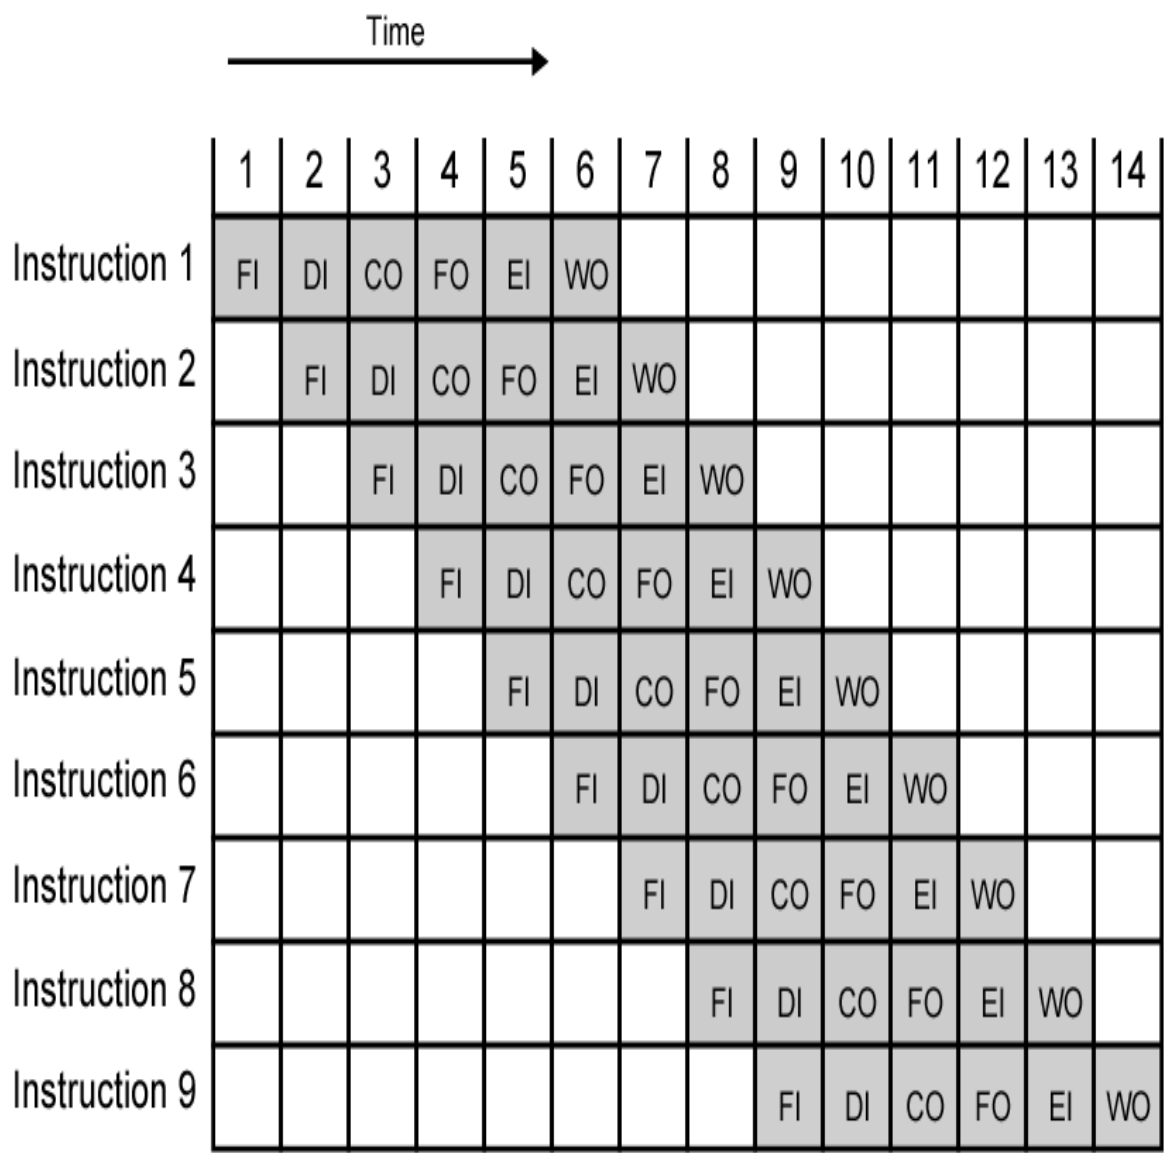 Time
1 2 3 4 5 6 7 8 9 10 11 12 13 14
Instruction 1 FI DI CO FO EI WO
Instruction 2 FI DI CO FO EI WO
Instruction 3 FI DI CO FO EI WO
Instruction 4 FI DI CO FO EI WO
Instruction 5 FI DI CO FO EI WO
Instruction 6 FI DI CO FO EI WO
Instruction 7 FI DI CO FO EI WO
Instruction 8 FI DI CO FO EI WO
Instruction 9 FI DI CO FO EI WO